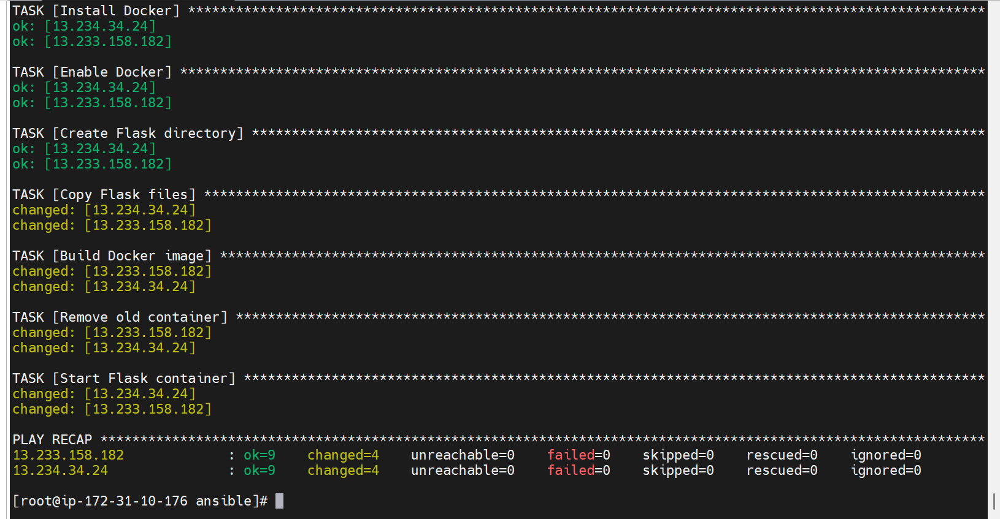 TASK [Install Docker] ****************************************************************************************************
ok: [13.234.34.24]
ok: [13.233.158.182]
TASK [Enable Docker] *****************************************************************************************************
ok: [13.234.34.24]
ok: [13.233.158.182]
TASK [Create Flask directory] ********************************************************************************************
ok: [13.234.34.24]
ok: [13.233.158.182]
TASK [Copy Flask files] **************************************************************************************************
changed: [13.234.34.24]
changed: [13.233.158.182]
TASK [Build Docker image] ************************************************************************************************
changed: [13.233.158.182]
changed: [13.234.34.24]
TASK [Remove old container] **********************************************************************************************
changed: [13.233.158.182]
changed: [13.234.34.24]
TASK [Start Flask container] *********************************************************************************************
changed: [13.234.34.24]
changed: [13.233.158.182]
PLAY RECAP ***************************************************************************************************************
13.233.158.182             : ok=9    changed=4    unreachable=0    failed=0    skipped=0    rescued=0    ignored=0
13.234.34.24               : ok=9    changed=4    unreachable=0    failed=0    skipped=0    rescued=0    ignored=0
[root@ip-172-31-10-176 ansible]#